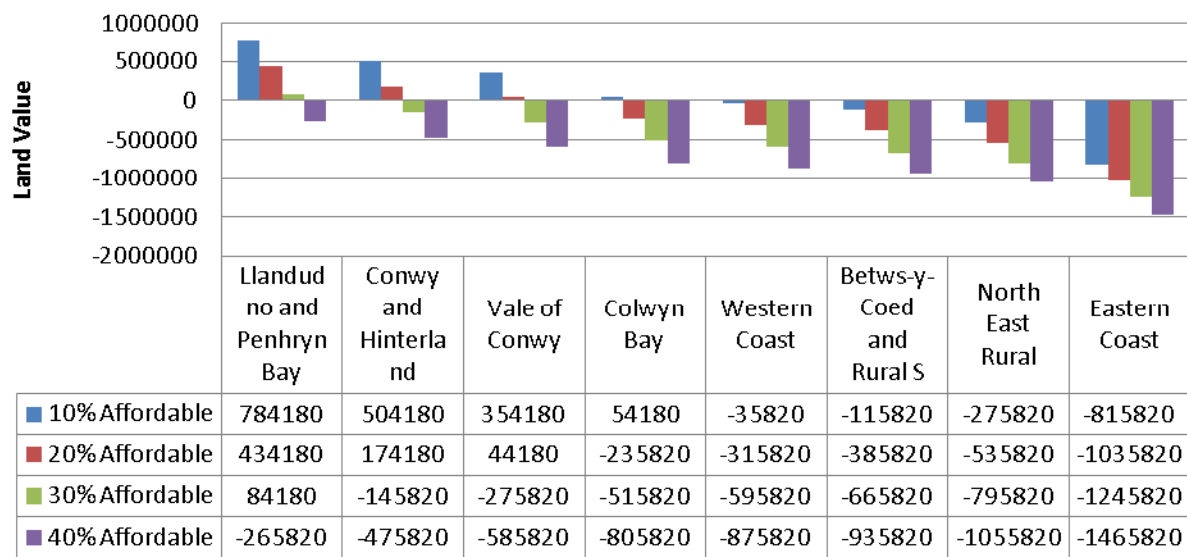 1000000
500000
0
-500000
-1000000
-1500000
-2000000
Land Value
Llandud
no and
Penhryn
Bay
Conwy
and
Hinterla
nd
Vale of
Conwy
Colwyn
Bay
Western
Coast
Betws-y-
Coed
and
Rural S
North
East
Rural
Eastern
Coast
10% Affordable 784180 504180 354180 54180 -35820 -115820 -275820 -815820
20% Affordable 434180 174180 44180 -235820 -315820 -385820 -535820 -1035820
30% Affordable 84180 -145820 -275820 -515820 -595820 -665820 -795820 -1245820
40% Affordable -265820 -475820 -585820 -805820 -875820 -935820 -1055820 -1465820